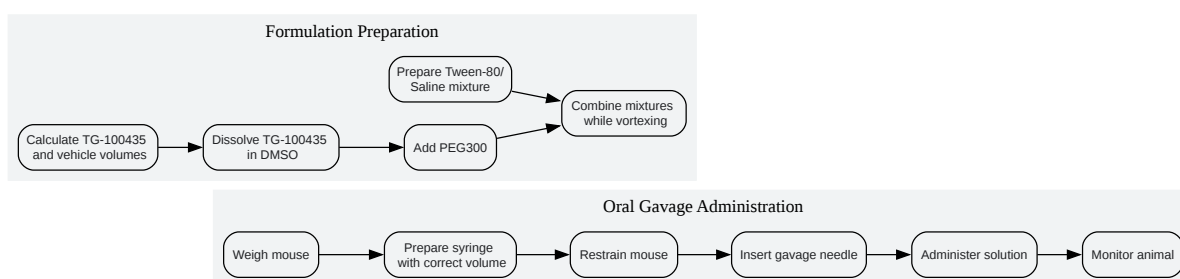 Formulation Preparation
Prepare Tween-80/
Saline mixture
Combine mixtures
while vortexing
Calculate TG-100435
and vehicle volumes
Dissolve TG-100435
in DMSO
Add PEG300
Oral Gavage Administration
Weigh mouse
Prepare syringe
with correct volume
Restrain mouse
Insert gavage needle
Administer solution
Monitor animal